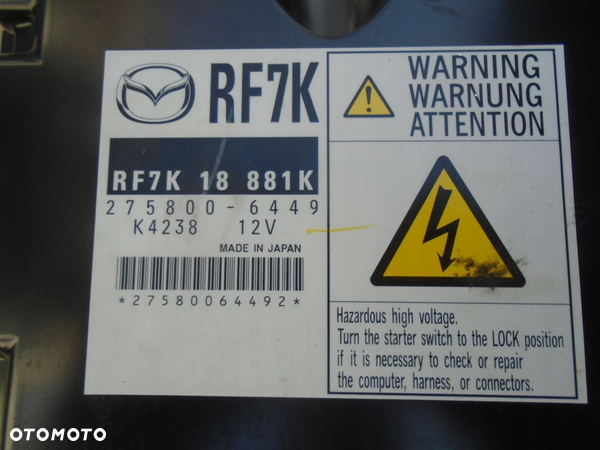 RF7K
RF7K 18 881K
275800-6449
K4238 12V
MADE IN JAPAN
*27580064492*
WARNING
WARNUNG
ATTENTION
Hazardous high voltage.
Turn the starter switch to the LOCK position
if it is necessary to check or repair
the computer, harness, or connectors.
OTOMOTO